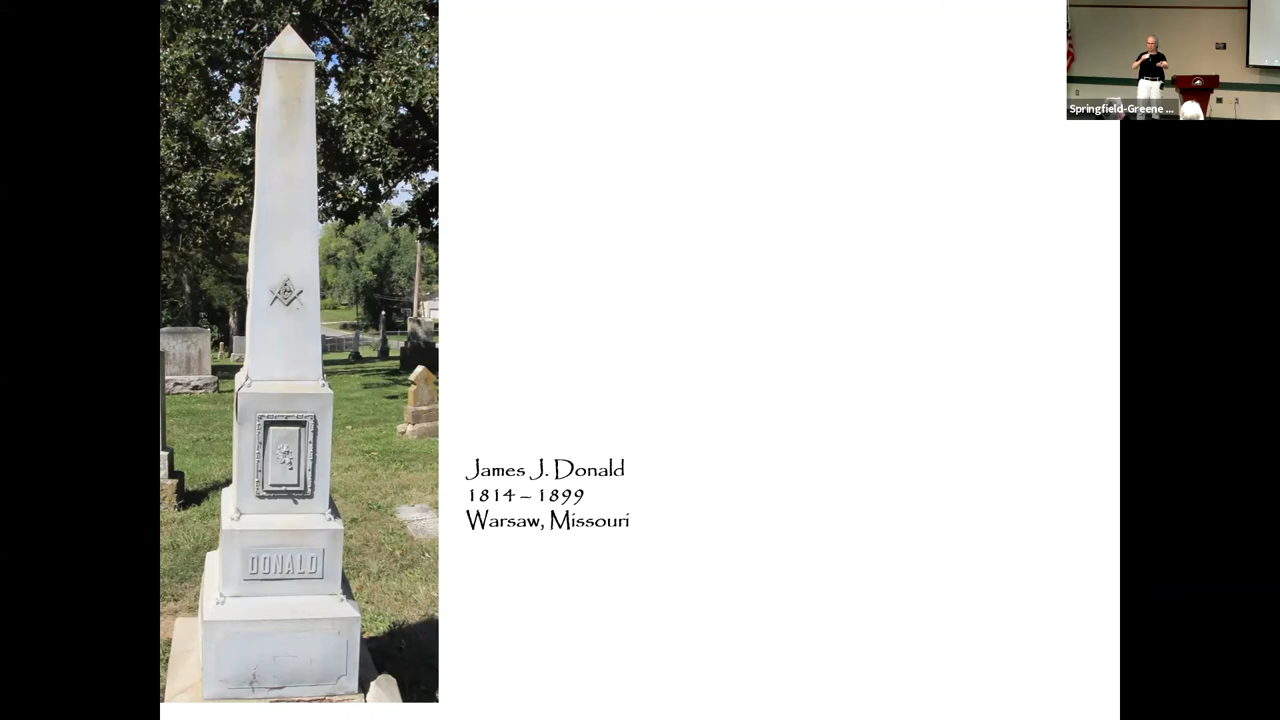 Springfield-Greene ...
G
DONALD
James J. Donald
1814 – 1899
Warsaw, Missouri